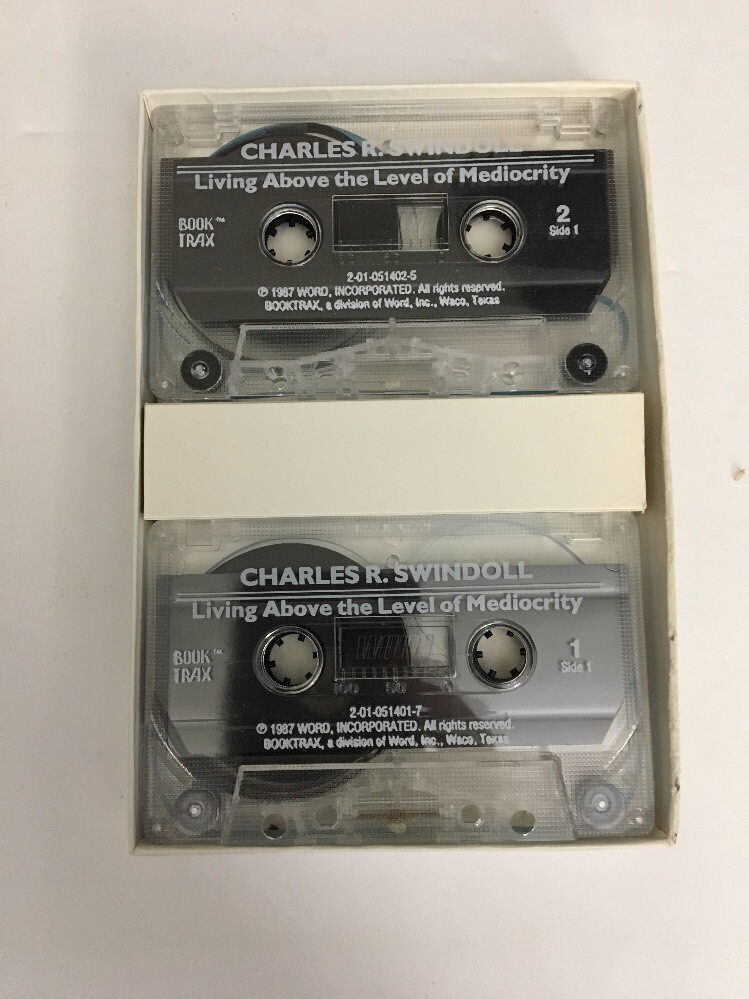 CHARLES R. SWINDOLL
Living Above the Level of Mediocrity
BOOK™
TRAX
2
Side 1
2-01-051402-5
℗ 1987 WORD, INCORPORATED. All rights reserved.
BOOKTRAX, a division of Word, Inc., Waco, Texas
CHARLES R. SWINDOLL
Living Above the Level of Mediocrity
BOOK™
TRAX
WORD
1
Side 1
100 50 0
2-01-051401-7
℗ 1987 WORD, INCORPORATED. All rights reserved.
BOOKTRAX, a division of Word, Inc., Waco, Texas